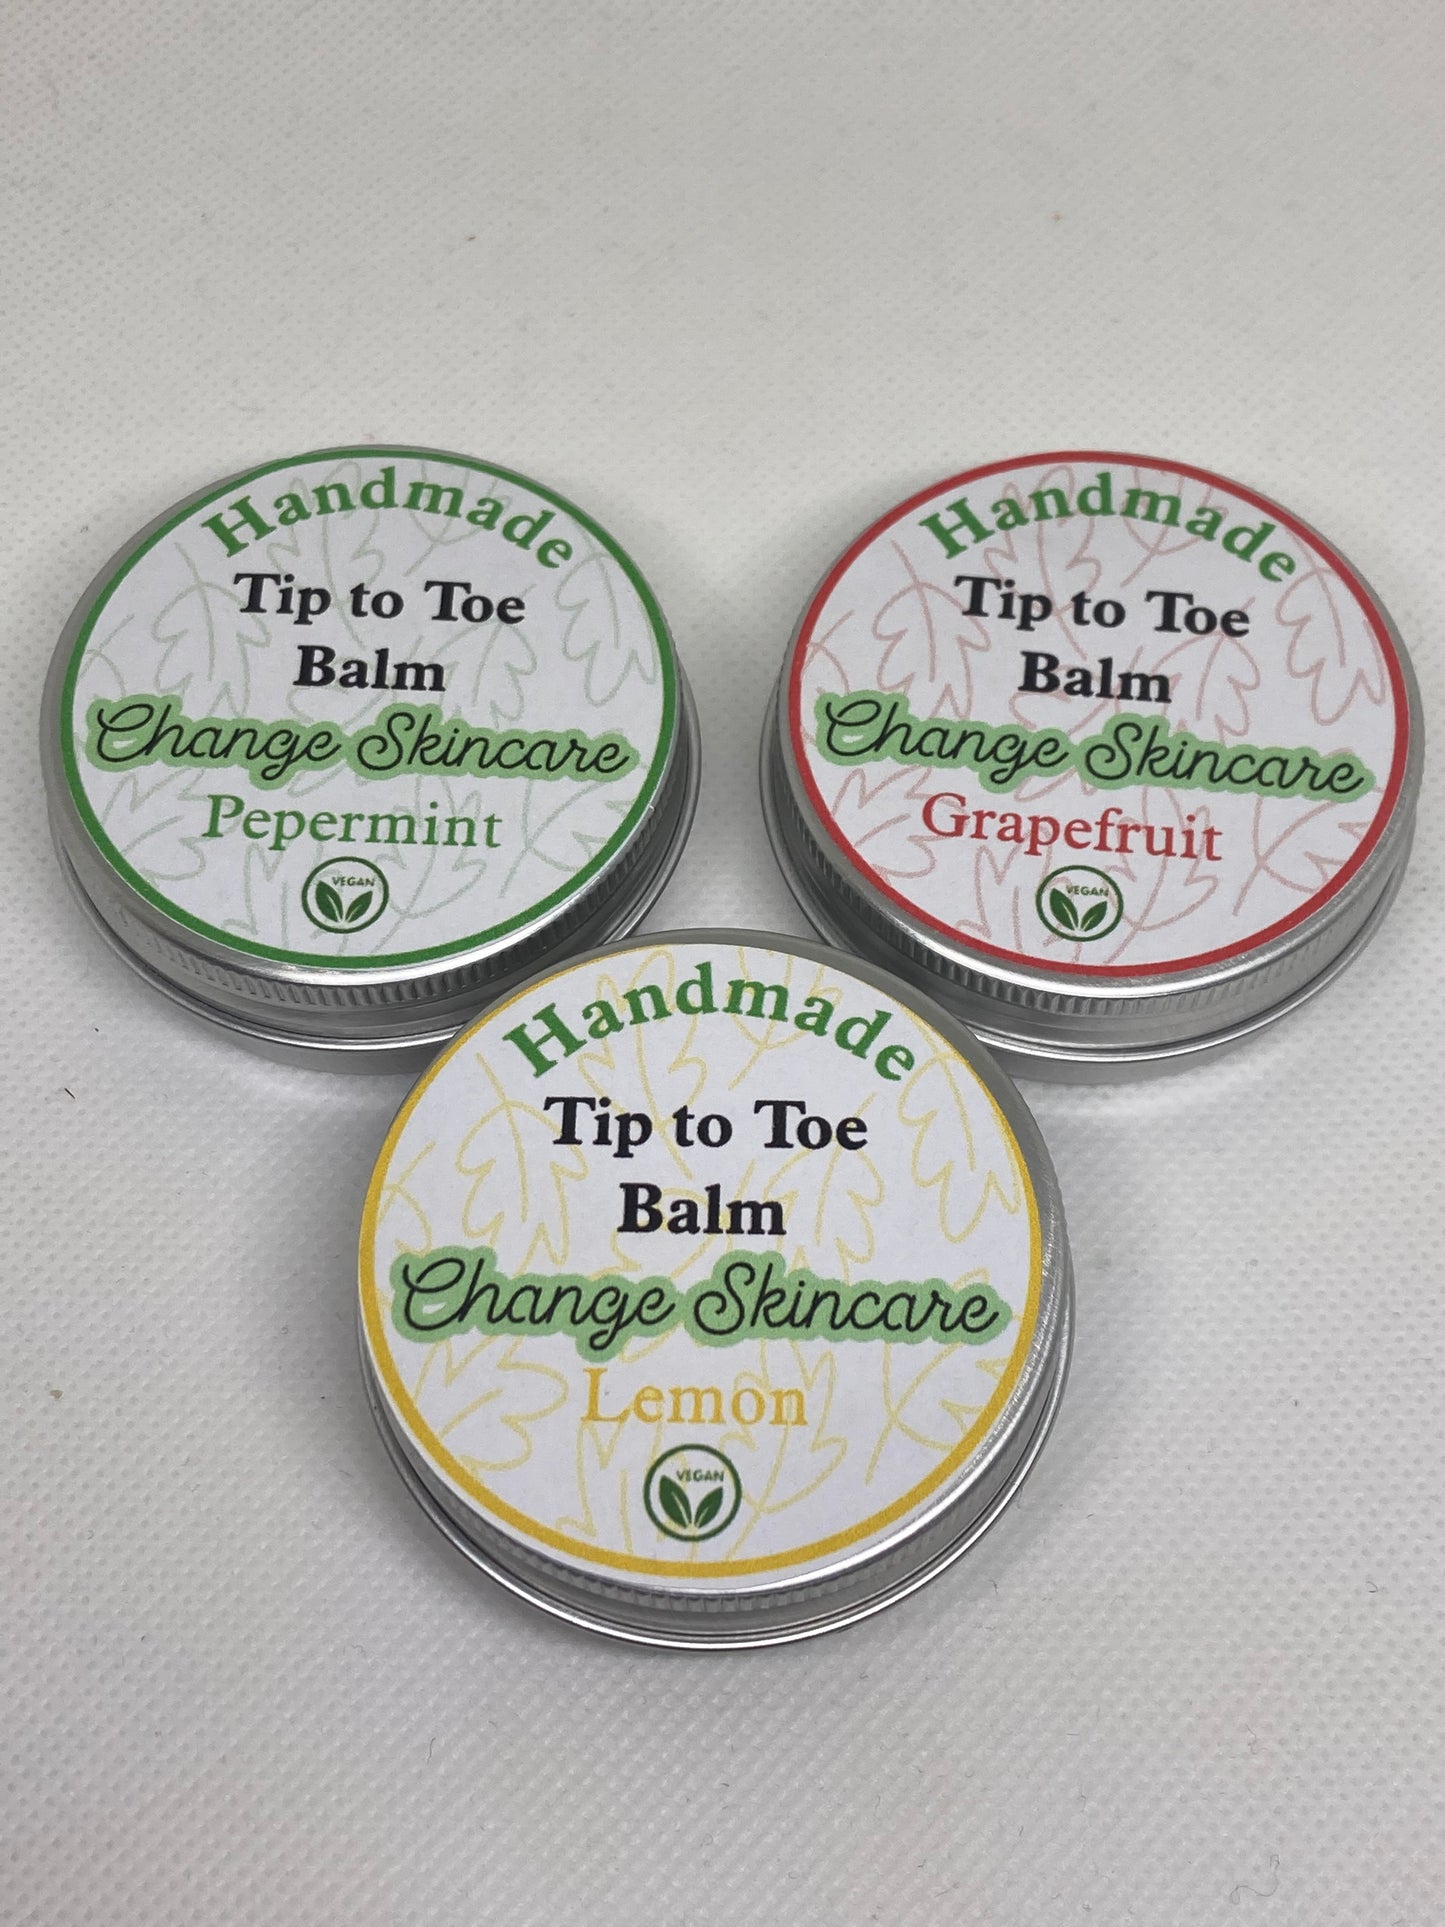 Handmade
Tip to Toe
Balm
Change Skincare
Pepermint
VEGAN
Handmade
Tip to Toe
Balm
Change Skincare
Grapefruit
VEGAN
Handmade
Tip to Toe
Balm
Change Skincare
Lemon
VEGAN